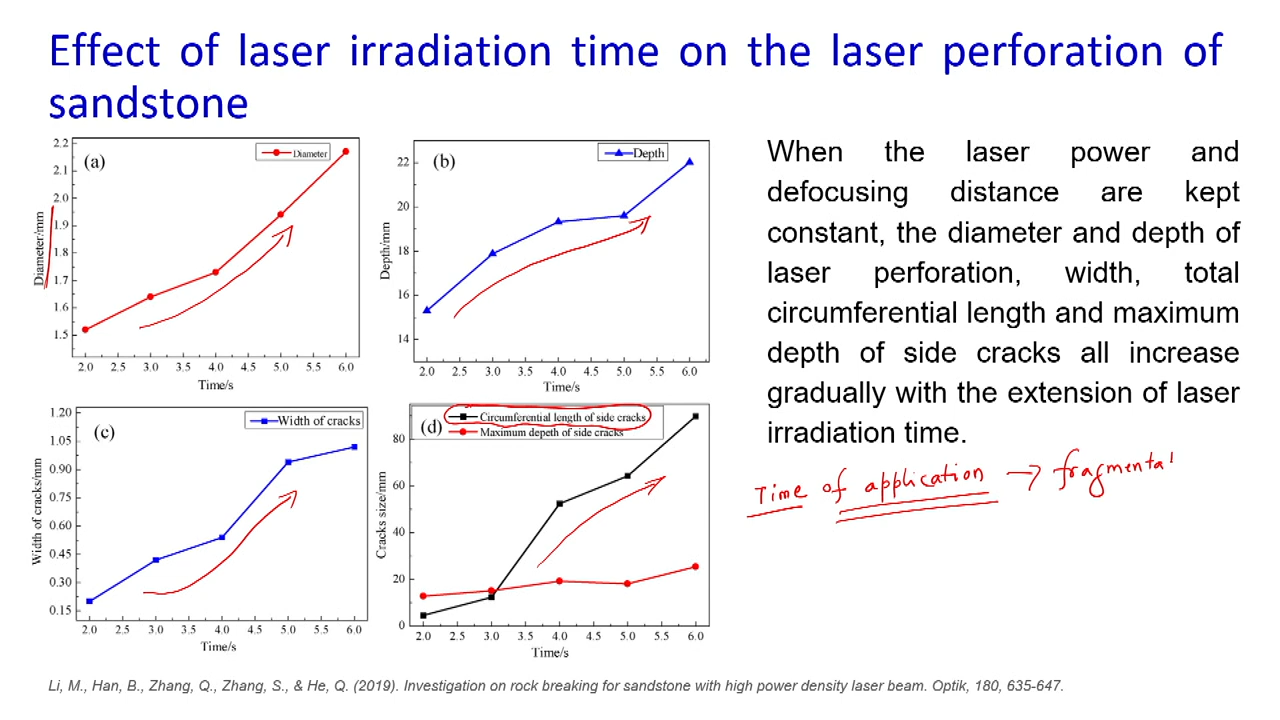 Effect of laser irradiation time on the laser perforation of
sandstone
(a)
Diameter
2.2
2.1
2.0
1.9
1.8
1.7
1.6
1.5
Diameter/mm
2.0 2.5 3.0 3.5 4.0 4.5 5.0 5.5 6.0
Time/s
(b)
Depth
22
20
18
16
14
Depth/mm
2.0 2.5 3.0 3.5 4.0 4.5 5.0 5.5 6.0
Time/s
(c)
Width of cracks
1.20
1.05
0.90
0.75
0.60
0.45
0.30
0.15
Width of cracks/mm
2.0 2.5 3.0 3.5 4.0 4.5 5.0 5.5 6.0
Time/s
(d)
Circumferential length of side cracks
Maximum depeth of side cracks
80
60
40
20
0
Cracks size/mm
2.0 2.5 3.0 3.5 4.0 4.5 5.0 5.5 6.0
Time/s
When the laser power and
defocusing distance are kept
constant, the diameter and depth of
laser perforation, width, total
circumferential length and maximum
depth of side cracks all increase
gradually with the extension of laser
irradiation time.
Time of application → fragmental
Li, M., Han, B., Zhang, Q., Zhang, S., & He, Q. (2019). Investigation on rock breaking for sandstone with high power density laser beam. Optik, 180, 635-647.